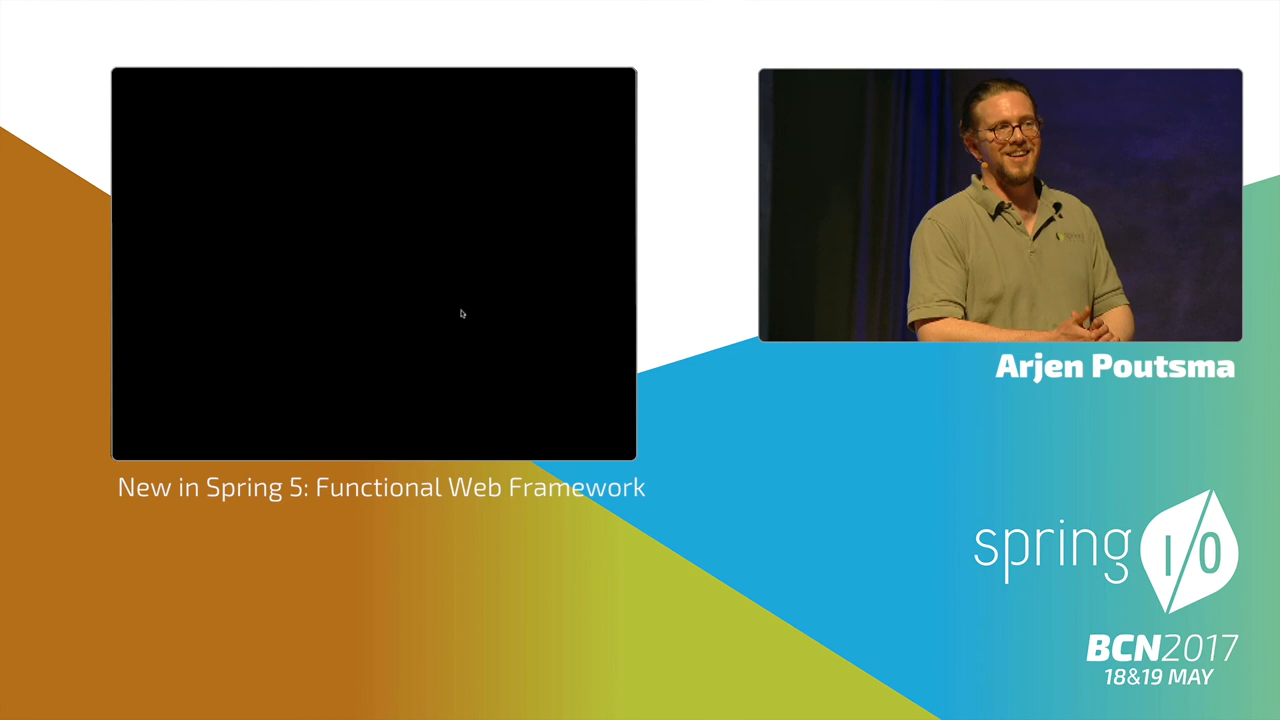 Arjen Poutsma
New in Spring 5: Functional Web Framework
spring I/O
BCN2017
18&19 MAY